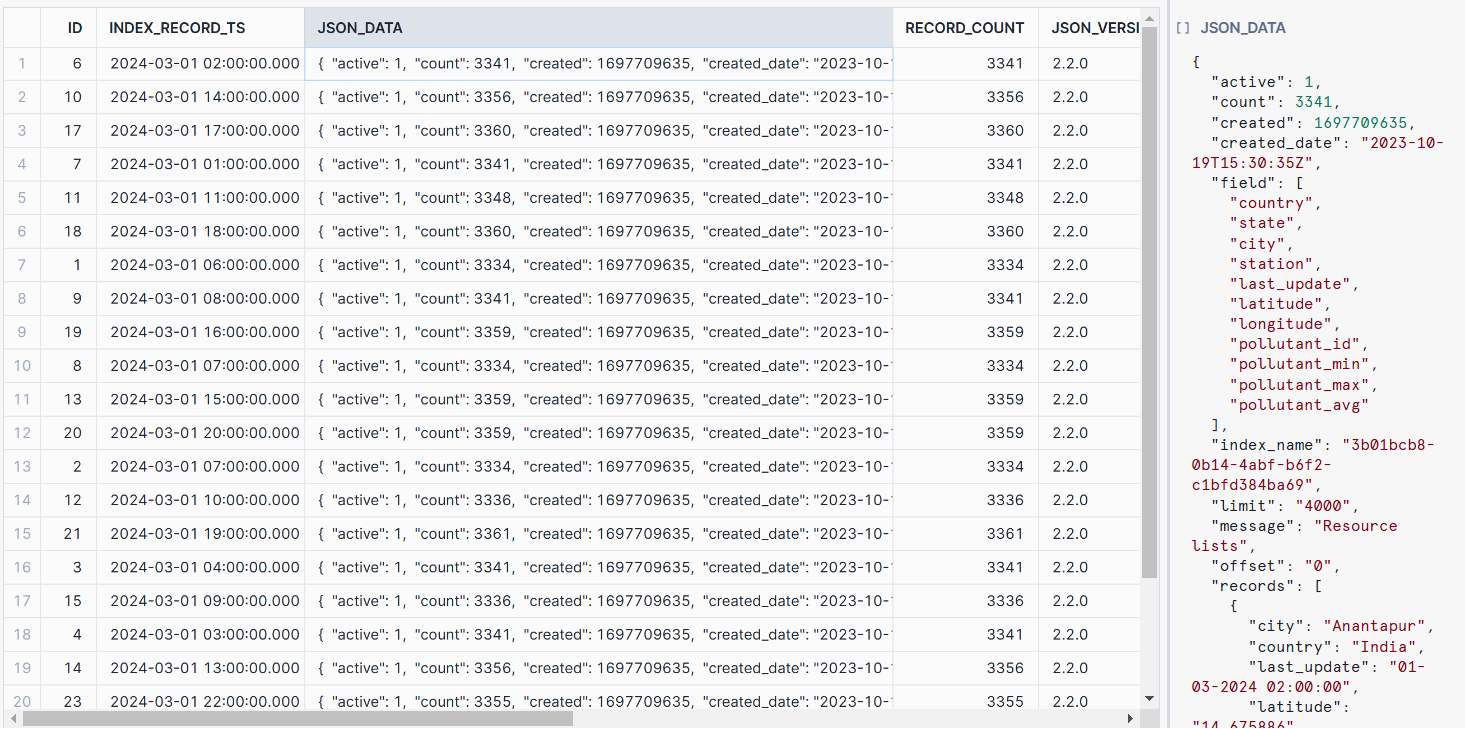 ID INDEX_RECORD_TS JSON_DATA RECORD_COUNT JSON_VERSI
1 6 2024-03-01 02:00:00.000 { "active": 1, "count": 3341, "created": 1697709635, "created_date": "2023-10- 3341 2.2.0
2 10 2024-03-01 14:00:00.000 { "active": 1, "count": 3356, "created": 1697709635, "created_date": "2023-10- 3356 2.2.0
3 17 2024-03-01 17:00:00.000 { "active": 1, "count": 3360, "created": 1697709635, "created_date": "2023-10- 3360 2.2.0
4 7 2024-03-01 01:00:00.000 { "active": 1, "count": 3341, "created": 1697709635, "created_date": "2023-10- 3341 2.2.0
5 11 2024-03-01 11:00:00.000 { "active": 1, "count": 3348, "created": 1697709635, "created_date": "2023-10- 3348 2.2.0
6 18 2024-03-01 18:00:00.000 { "active": 1, "count": 3360, "created": 1697709635, "created_date": "2023-10- 3360 2.2.0
7 1 2024-03-01 06:00:00.000 { "active": 1, "count": 3334, "created": 1697709635, "created_date": "2023-10- 3334 2.2.0
8 9 2024-03-01 08:00:00.000 { "active": 1, "count": 3341, "created": 1697709635, "created_date": "2023-10- 3341 2.2.0
9 19 2024-03-01 16:00:00.000 { "active": 1, "count": 3359, "created": 1697709635, "created_date": "2023-10- 3359 2.2.0
10 8 2024-03-01 07:00:00.000 { "active": 1, "count": 3334, "created": 1697709635, "created_date": "2023-10- 3334 2.2.0
11 13 2024-03-01 15:00:00.000 { "active": 1, "count": 3359, "created": 1697709635, "created_date": "2023-10- 3359 2.2.0
12 20 2024-03-01 20:00:00.000 { "active": 1, "count": 3359, "created": 1697709635, "created_date": "2023-10- 3359 2.2.0
13 2 2024-03-01 07:00:00.000 { "active": 1, "count": 3334, "created": 1697709635, "created_date": "2023-10- 3334 2.2.0
14 12 2024-03-01 10:00:00.000 { "active": 1, "count": 3336, "created": 1697709635, "created_date": "2023-10- 3336 2.2.0
15 21 2024-03-01 19:00:00.000 { "active": 1, "count": 3361, "created": 1697709635, "created_date": "2023-10- 3361 2.2.0
16 3 2024-03-01 04:00:00.000 { "active": 1, "count": 3341, "created": 1697709635, "created_date": "2023-10- 3341 2.2.0
17 15 2024-03-01 09:00:00.000 { "active": 1, "count": 3336, "created": 1697709635, "created_date": "2023-10- 3336 2.2.0
18 4 2024-03-01 03:00:00.000 { "active": 1, "count": 3341, "created": 1697709635, "created_date": "2023-10- 3341 2.2.0
19 14 2024-03-01 13:00:00.000 { "active": 1, "count": 3356, "created": 1697709635, "created_date": "2023-10- 3356 2.2.0
20 23 2024-03-01 22:00:00.000 { "active": 1, "count": 3355, "created": 1697709635, "created_date": "2023-10- 3355 2.2.0
[ ] JSON_DATA
{
"active": 1,
"count": 3341,
"created": 1697709635,
"created_date": "2023-10-
19T15:30:35Z",
"field": [
"country",
"state",
"city",
"station",
"last_update",
"latitude",
"longitude",
"pollutant_id",
"pollutant_min",
"pollutant_max",
"pollutant_avg"
],
"index_name": "3b01bcb8-
0b14-4abf-b6f2-
c1bfd384ba69",
"limit": "4000",
"message": "Resource
lists",
"offset": "0",
"records": [
{
"city": "Anantapur",
"country": "India",
"last_update": "01-
03-2024 02:00:00",
"latitude":
"14.675886"